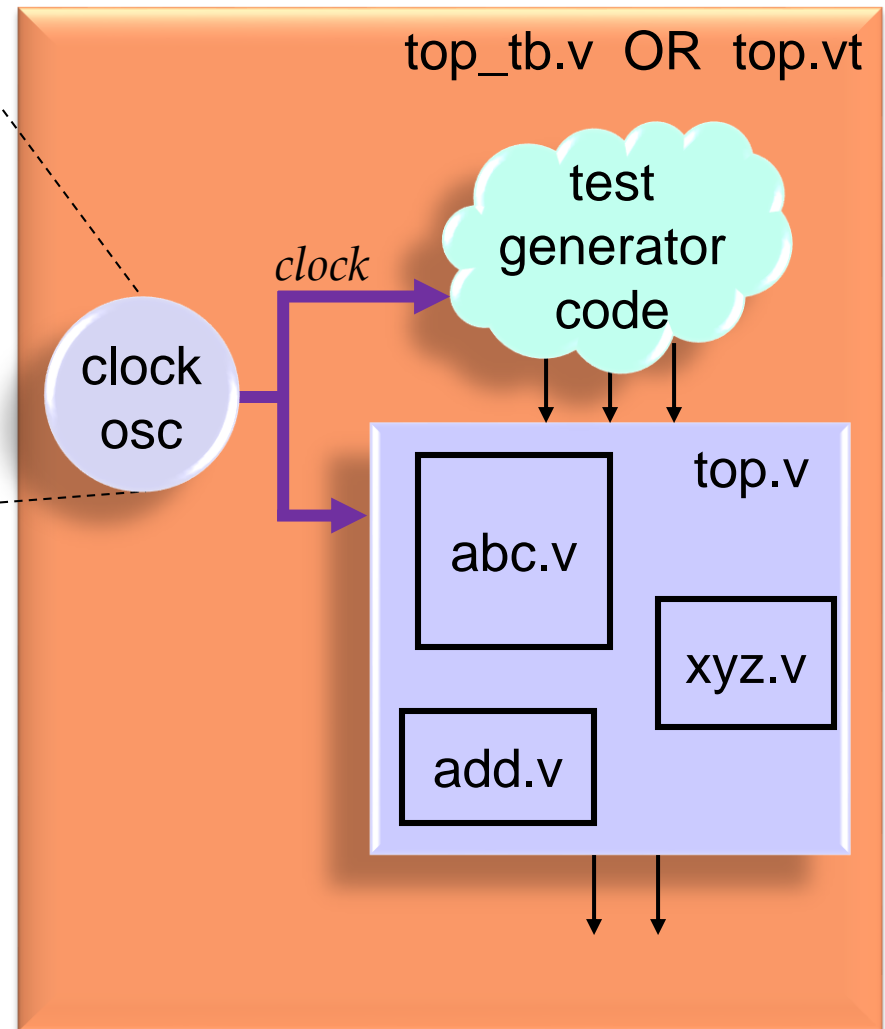 top_tb.v OR top.vt
test
generator
code
clock
clock
osc
top.v
abc.v
xyz.v
add.v